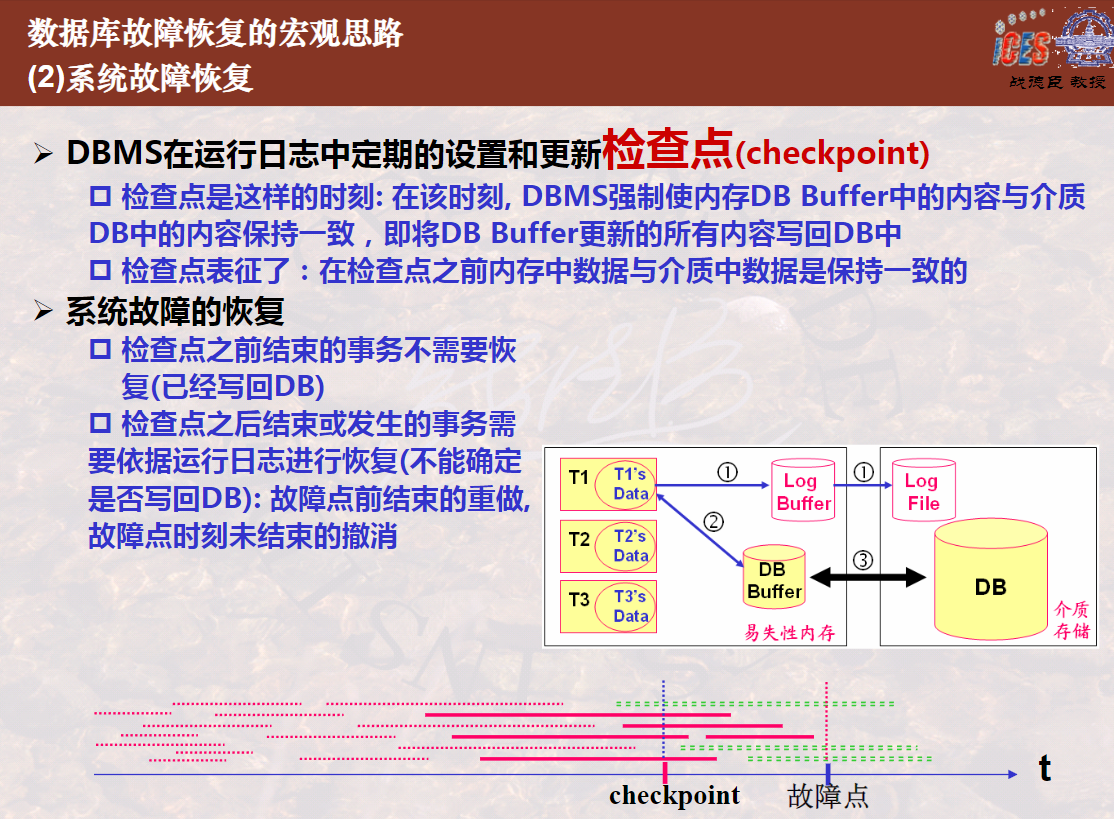 数据库故障恢复的宏观思路
(2)系统故障恢复
iCES
战德臣 教授
DBMS在运行日志中定期的设置和更新检查点(checkpoint)
检查点是这样的时刻: 在该时刻, DBMS强制使内存DB Buffer中的内容与介质
DB中的内容保持一致，即将DB Buffer更新的所有内容写回DB中
检查点表征了：在检查点之前内存中数据与介质中数据是保持一致的
系统故障的恢复
检查点之前结束的事务不需要恢
复(已经写回DB)
检查点之后结束或发生的事务需
要依据运行日志进行恢复(不能确定
是否写回DB): 故障点前结束的重做,
故障点时刻未结束的撤消
T1
T1's
Data
T2
T2's
Data
T3
T3's
Data
①
Log
Buffer
①
Log
File
②
DB
Buffer
③
DB
易失性内存
介质
存储
t
checkpoint
故障点